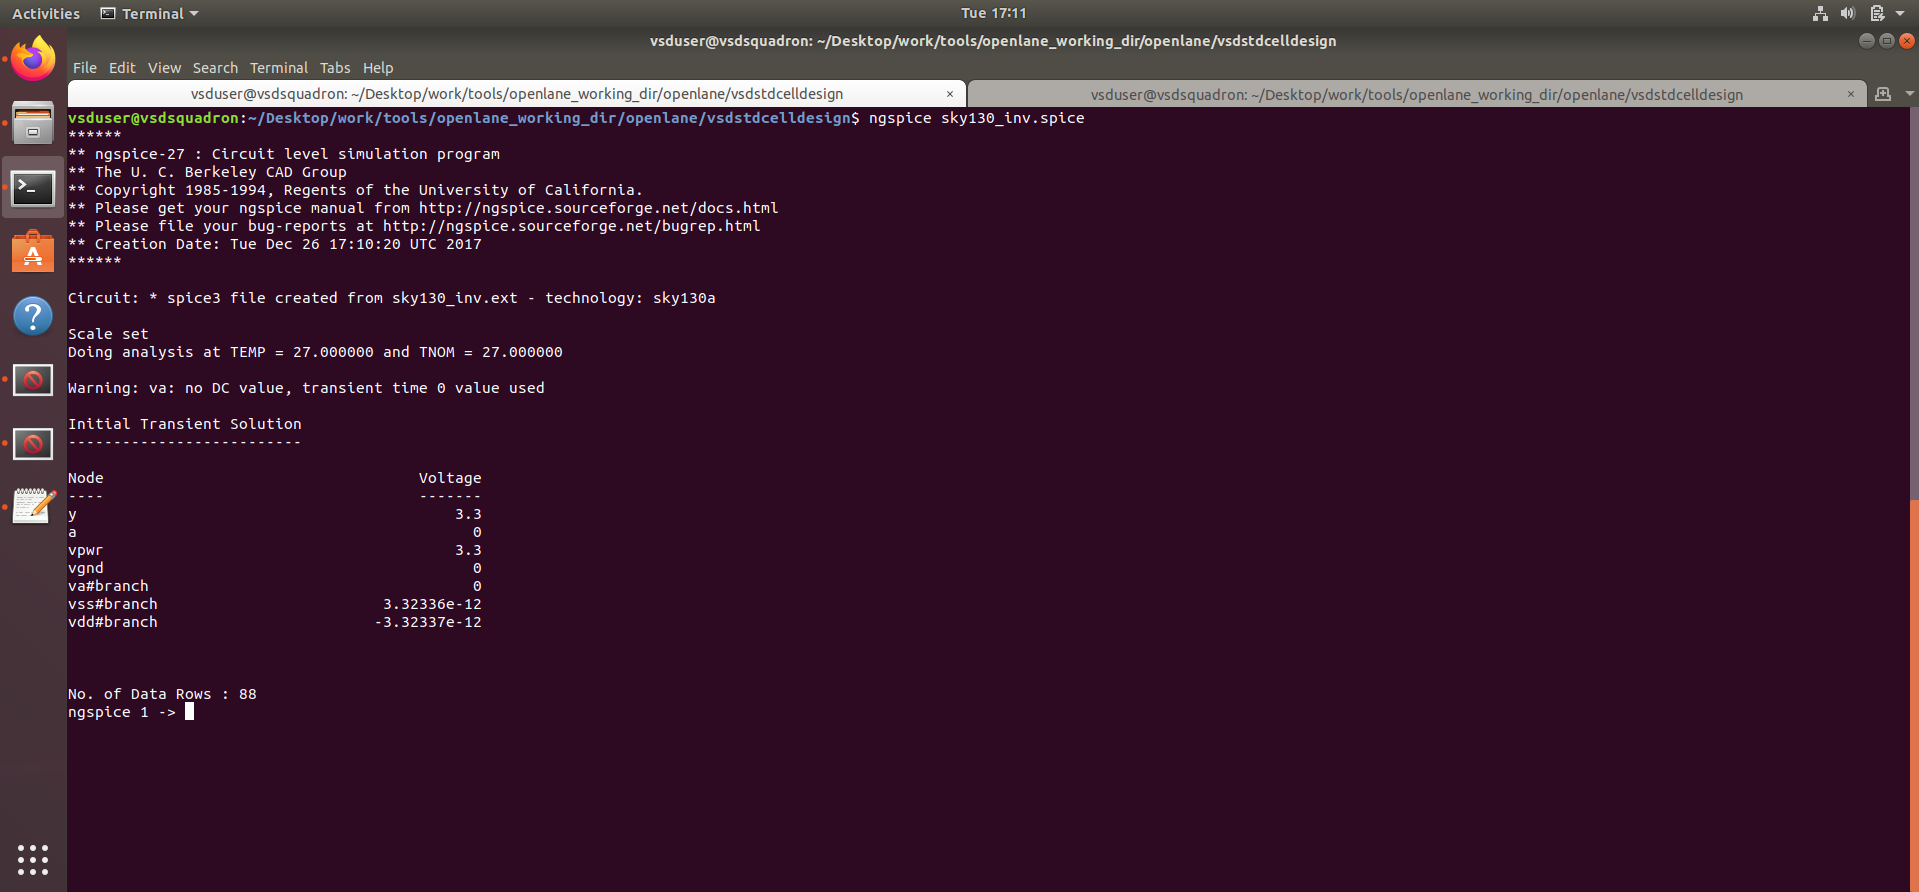 Activities Terminal Tue 17:11
vsduser@vsdsquadron: ~/Desktop/work/tools/openlane_working_dir/openlane/vsdstdcelldesign
File Edit View Search Terminal Tabs Help
vsduser@vsdsquadron: ~/Desktop/work/tools/openlane_working_dir/openlane/vsdstdcelldesign × vsduser@vsdsquadron: ~/Desktop/work/tools/openlane_working_dir/openlane/vsdstdcelldesign ×
vsduser@vsdsquadron:~/Desktop/work/tools/openlane_working_dir/openlane/vsdstdcelldesign$ ngspice sky130_inv.spice
******
** ngspice-27 : Circuit level simulation program
** The U. C. Berkeley CAD Group
** Copyright 1985-1994, Regents of the University of California.
** Please get your ngspice manual from http://ngspice.sourceforge.net/docs.html
** Please file your bug-reports at http://ngspice.sourceforge.net/bugrep.html
** Creation Date: Tue Dec 26 17:10:20 UTC 2017
******
Circuit: * spice3 file created from sky130_inv.ext - technology: sky130a
Scale set
Doing analysis at TEMP = 27.000000 and TNOM = 27.000000
Warning: va: no DC value, transient time 0 value used
Initial Transient Solution
--------------------------
Node Voltage
---- -------
y 3.3
a 0
vpwr 3.3
vgnd 0
va#branch 0
vss#branch 3.32336e-12
vdd#branch -3.32337e-12
No. of Data Rows : 88
ngspice 1 ->